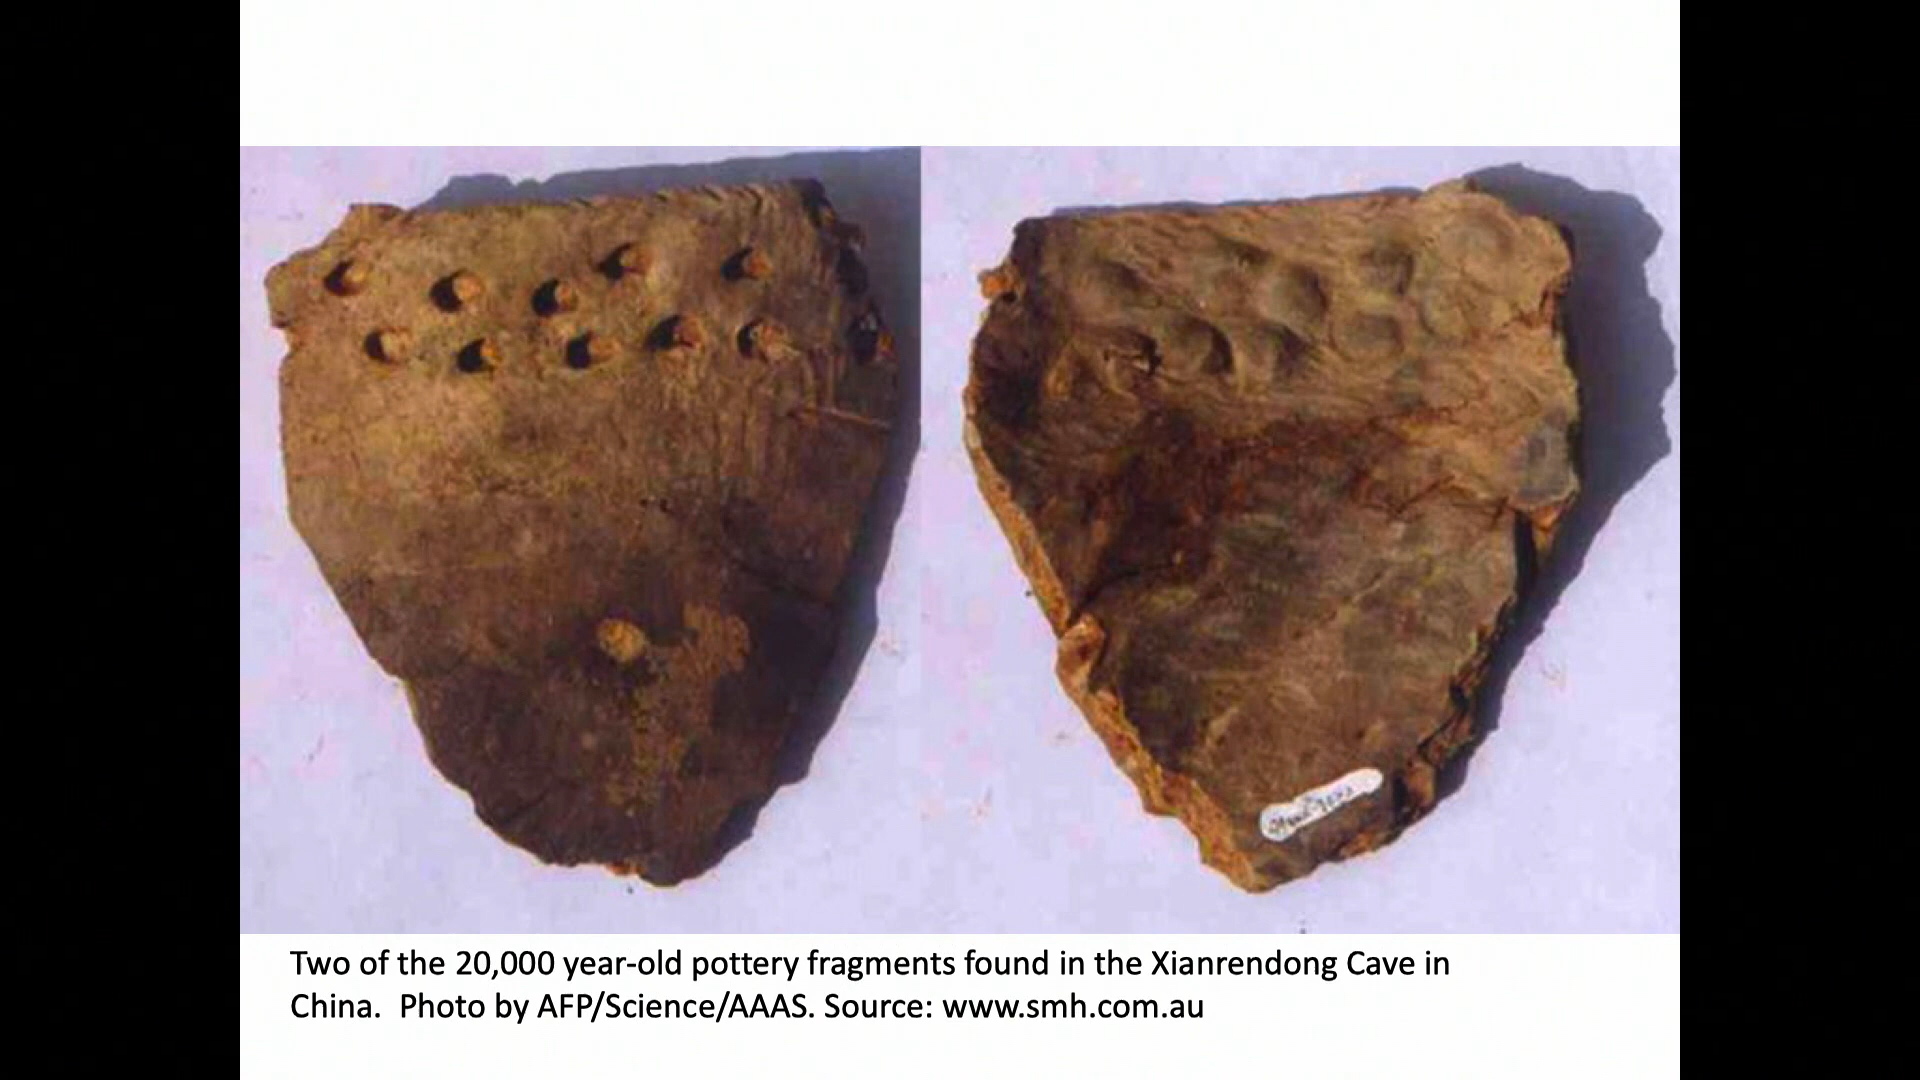 Two of the 20,000 year-old pottery fragments found in the Xianrendong Cave in
China.  Photo by AFP/Science/AAAS. Source: www.smh.com.au